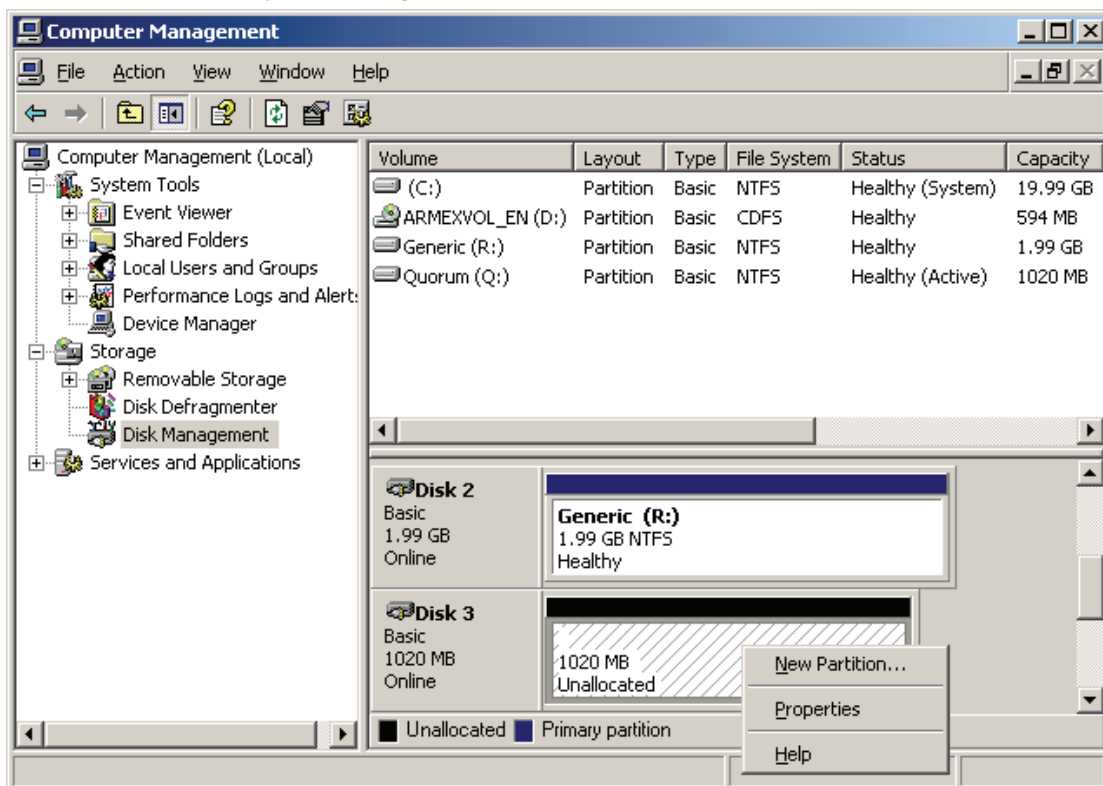 Computer Management
File Action View Window Help
Computer Management (Local)
System Tools
Event Viewer
Shared Folders
Local Users and Groups
Performance Logs and Alert:
Device Manager
Storage
Removable Storage
Disk Defragmenter
Disk Management
Services and Applications
Volume Layout Type File System Status Capacity
(C:) Partition Basic NTFS Healthy (System) 19.99 GB
ARMEXVOL_EN (D:) Partition Basic CDFS Healthy 594 MB
Generic (R:) Partition Basic NTFS Healthy 1.99 GB
Quorum (Q:) Partition Basic NTFS Healthy (Active) 1020 MB
Disk 2
Basic
1.99 GB
Online
Generic (R:)
1.99 GB NTFS
Healthy
Disk 3
Basic
1020 MB
Online
1020 MB
Unallocated
New Partition...
Properties
Help
Unallocated Primary partition